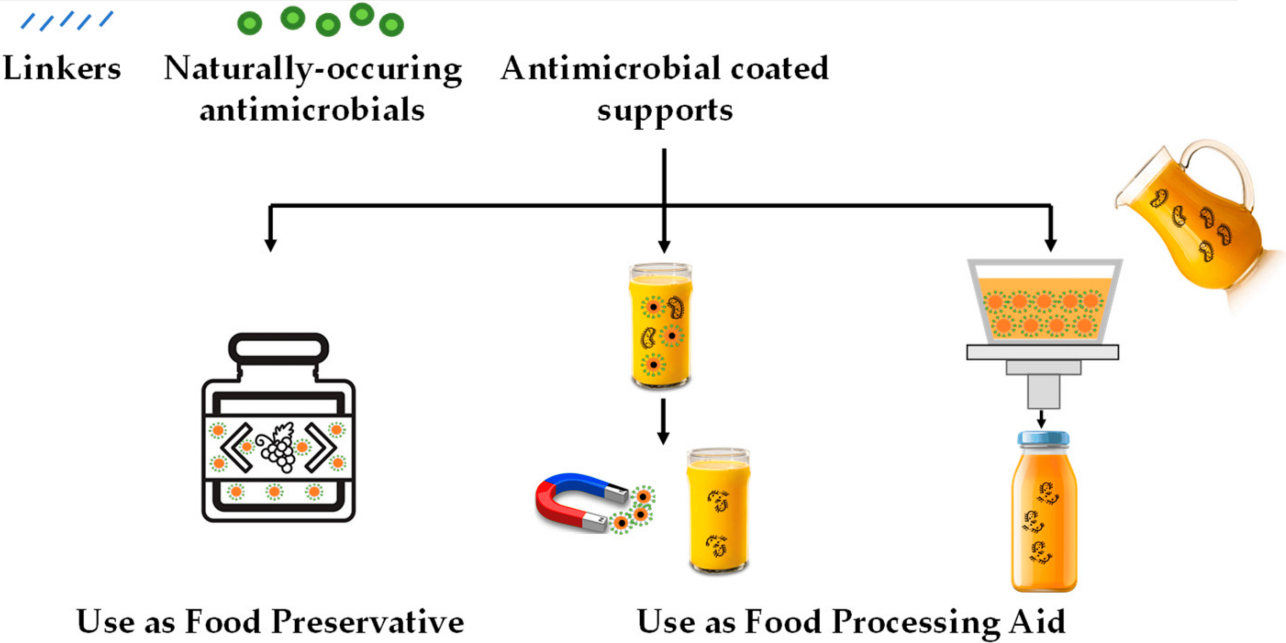 Linkers
Naturally-occuring
antimicrobials
Antimicrobial coated
supports
Use as Food Preservative
Use as Food Processing Aid